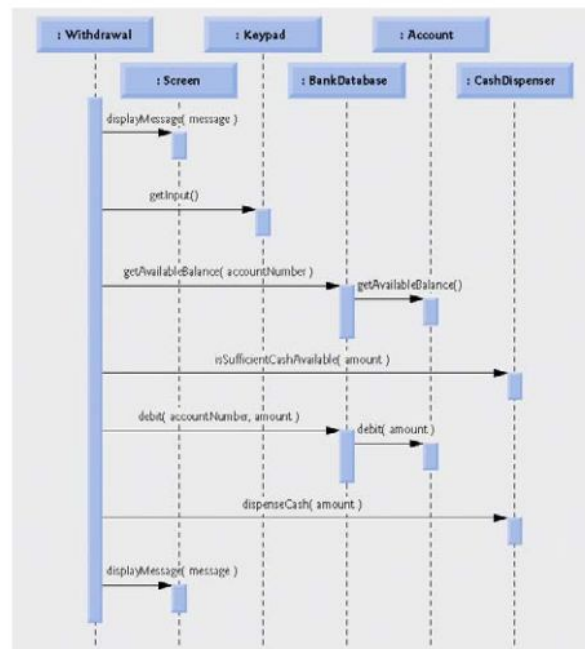 : Withdrawal
: Keypad
: Account
: Screen
: BankDatabase
: CashDispenser
displayMessage( message )
getInput()
getAvailableBalance( accountNumber )
getAvailableBalance()
isSufficientCashAvailable( amount )
debit( accountNumber, amount )
debit( amount )
dispenseCash( amount )
displayMessage( message )